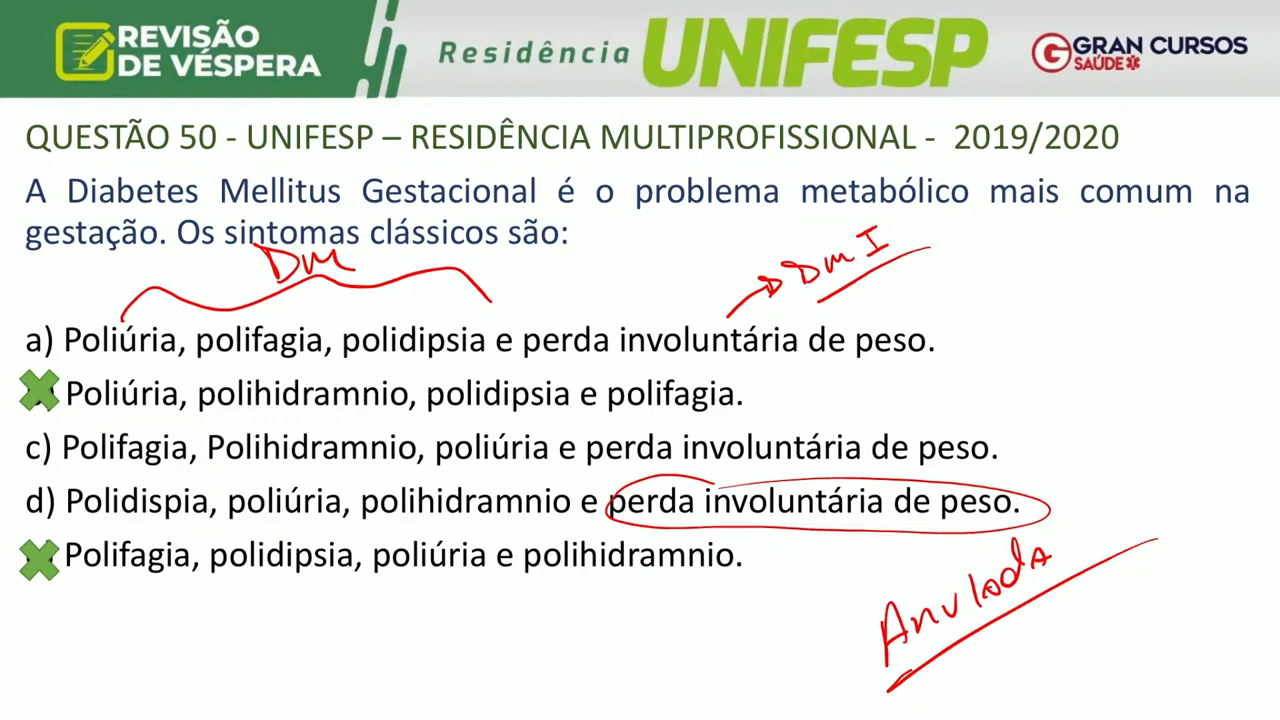 REVISÃO
DE VÉSPERA
Residência UNIFESP
GRAN CURSOS
SAÚDE
QUESTÃO 50 - UNIFESP – RESIDÊNCIA MULTIPROFISSIONAL - 2019/2020
A Diabetes Mellitus Gestacional é o problema metabólico mais comum na
gestação. Os sintomas clássicos são:
Dm
Dm I
a) Poliúria, polifagia, polidipsia e perda involuntária de peso.
Poliúria, polihidramnio, polidipsia e polifagia.
c) Polifagia, Polihidramnio, poliúria e perda involuntária de peso.
d) Polidispia, poliúria, polihidramnio e perda involuntária de peso.
Polifagia, polidipsia, poliúria e polihidramnio.
Anulada